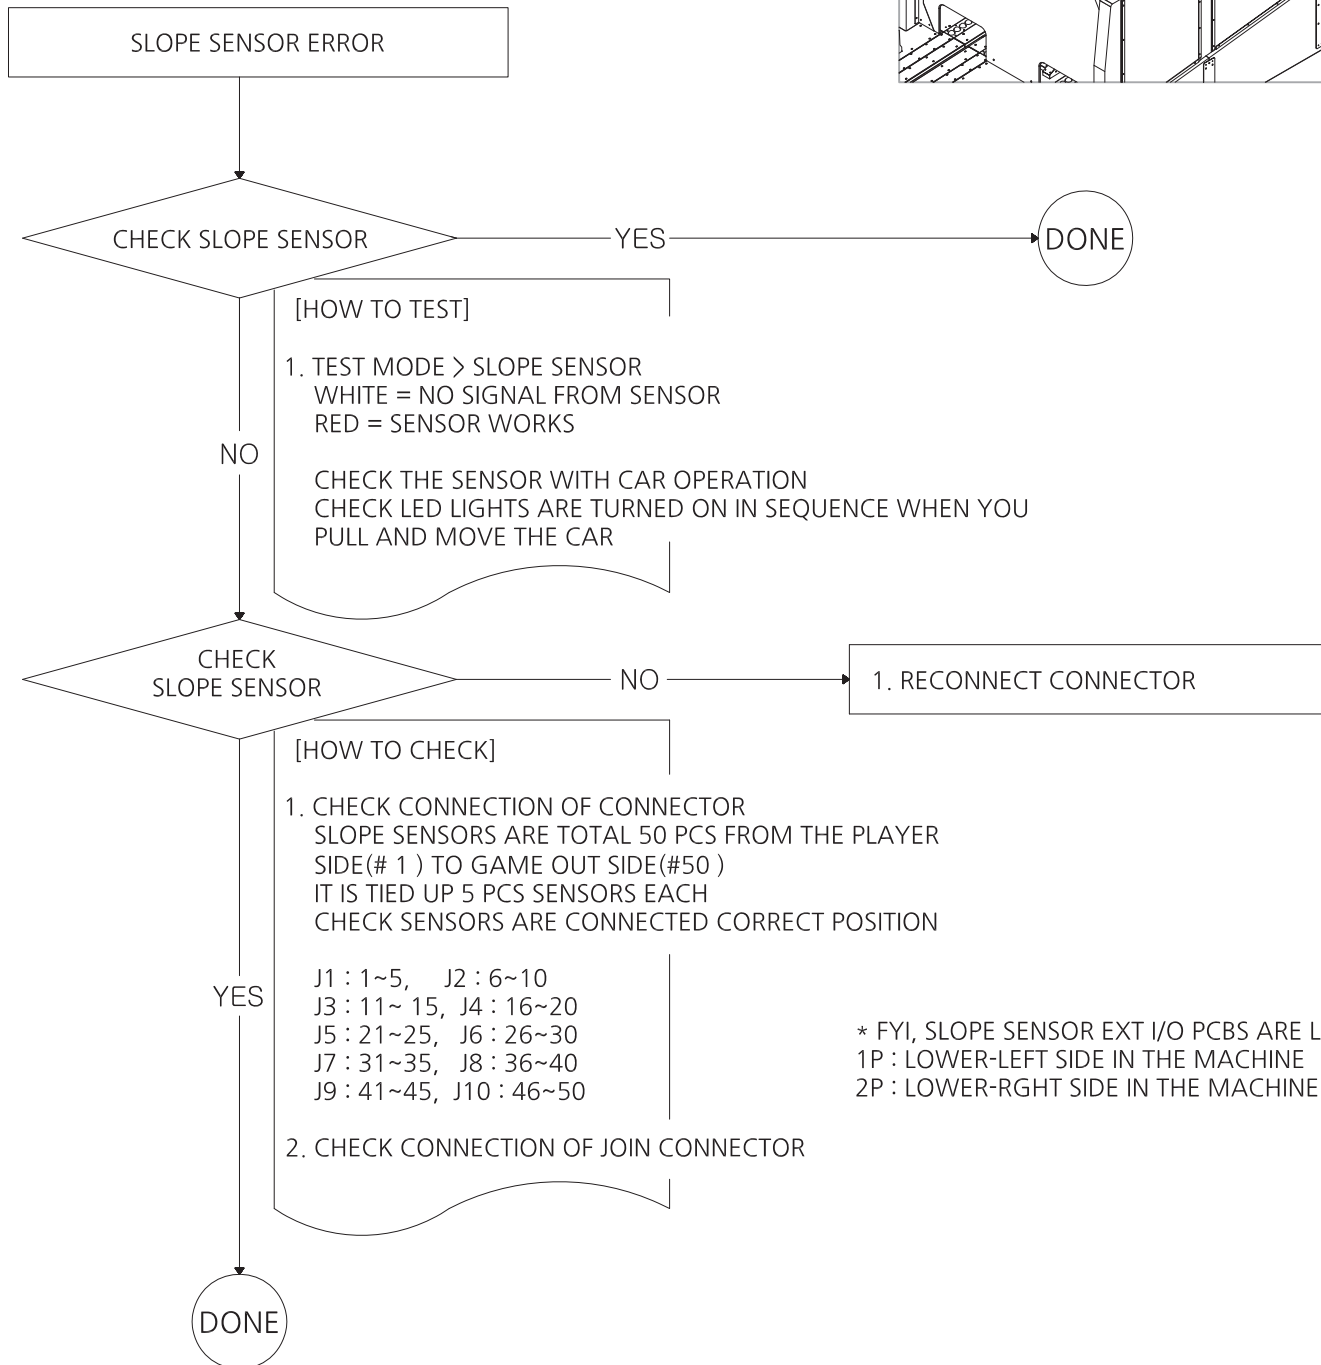 SLOPE SENSOR ERROR
CHECK SLOPE SENSOR
YES
DONE
[HOW TO TEST]
1. TEST MODE > SLOPE SENSOR
WHITE = NO SIGNAL FROM SENSOR
RED = SENSOR WORKS
NO
CHECK THE SENSOR WITH CAR OPERATION
CHECK LED LIGHTS ARE TURNED ON IN SEQUENCE WHEN YOU
PULL AND MOVE THE CAR
CHECK
SLOPE SENSOR
NO
1. RECONNECT CONNECTOR
[HOW TO CHECK]
1. CHECK CONNECTION OF CONNECTOR
SLOPE SENSORS ARE TOTAL 50 PCS FROM THE PLAYER
SIDE(# 1 ) TO GAME OUT SIDE(#50 )
IT IS TIED UP 5 PCS SENSORS EACH
CHECK SENSORS ARE CONNECTED CORRECT POSITION
J1 : 1~5, J2 : 6~10
J3 : 11~ 15, J4 : 16~20
J5 : 21~25, J6 : 26~30
J7 : 31~35, J8 : 36~40
J9 : 41~45, J10 : 46~50
YES
* FYI, SLOPE SENSOR EXT I/O PCBS ARE
1P : LOWER-LEFT SIDE IN THE MACHINE
2P : LOWER-RGHT SIDE IN THE MACHINE
2. CHECK CONNECTION OF JOIN CONNECTOR
DONE